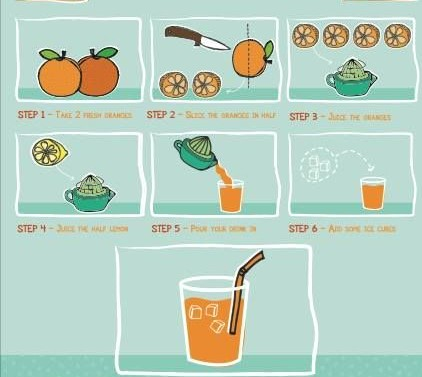 STEP 1 - TAKE 2 FRESH ORANGES
STEP 2 - SLICE THE ORANGES IN HALF
STEP 3 - JUICE THE ORANGES
STEP 4 - JUICE THE HALF LEMON
STEP 5 - POUR YOUR DRINK IN
STEP 6 - ADD SOME ICE CUBES